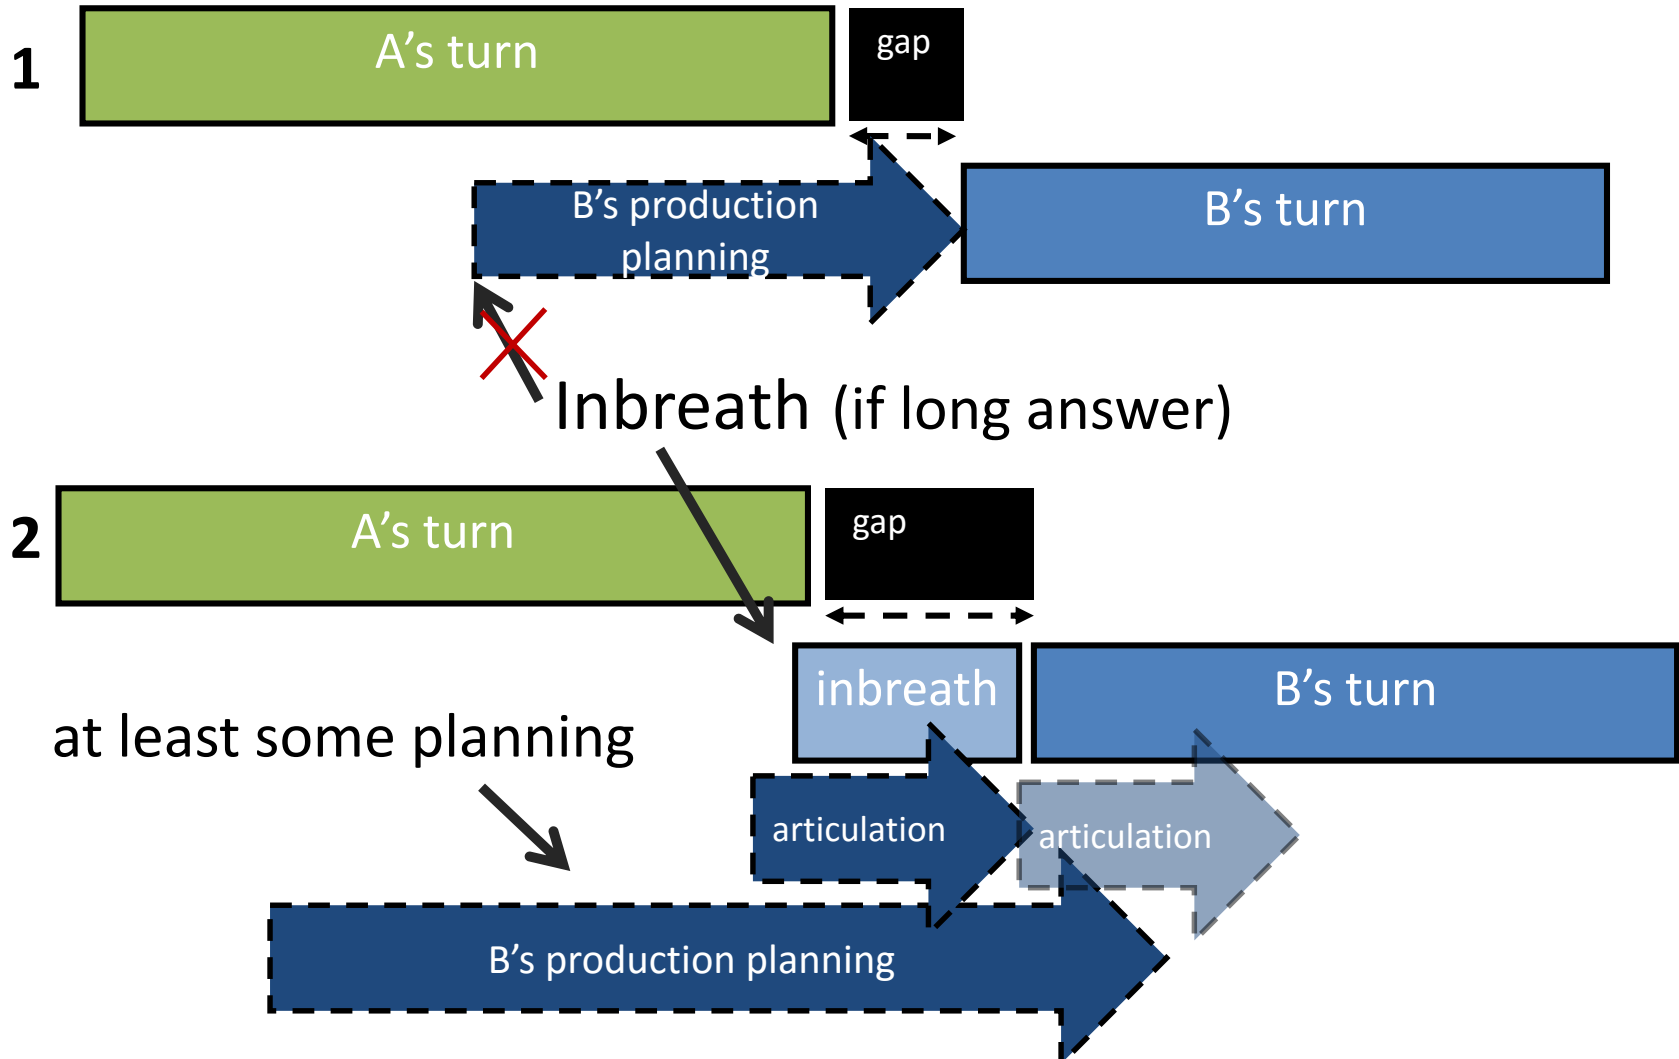 1
A’s turn
gap
B’s production
planning
B’s turn
Inbreath (if long answer)
2
A’s turn
gap
inbreath
B’s turn
at least some planning
articulation
articulation
B’s production planning